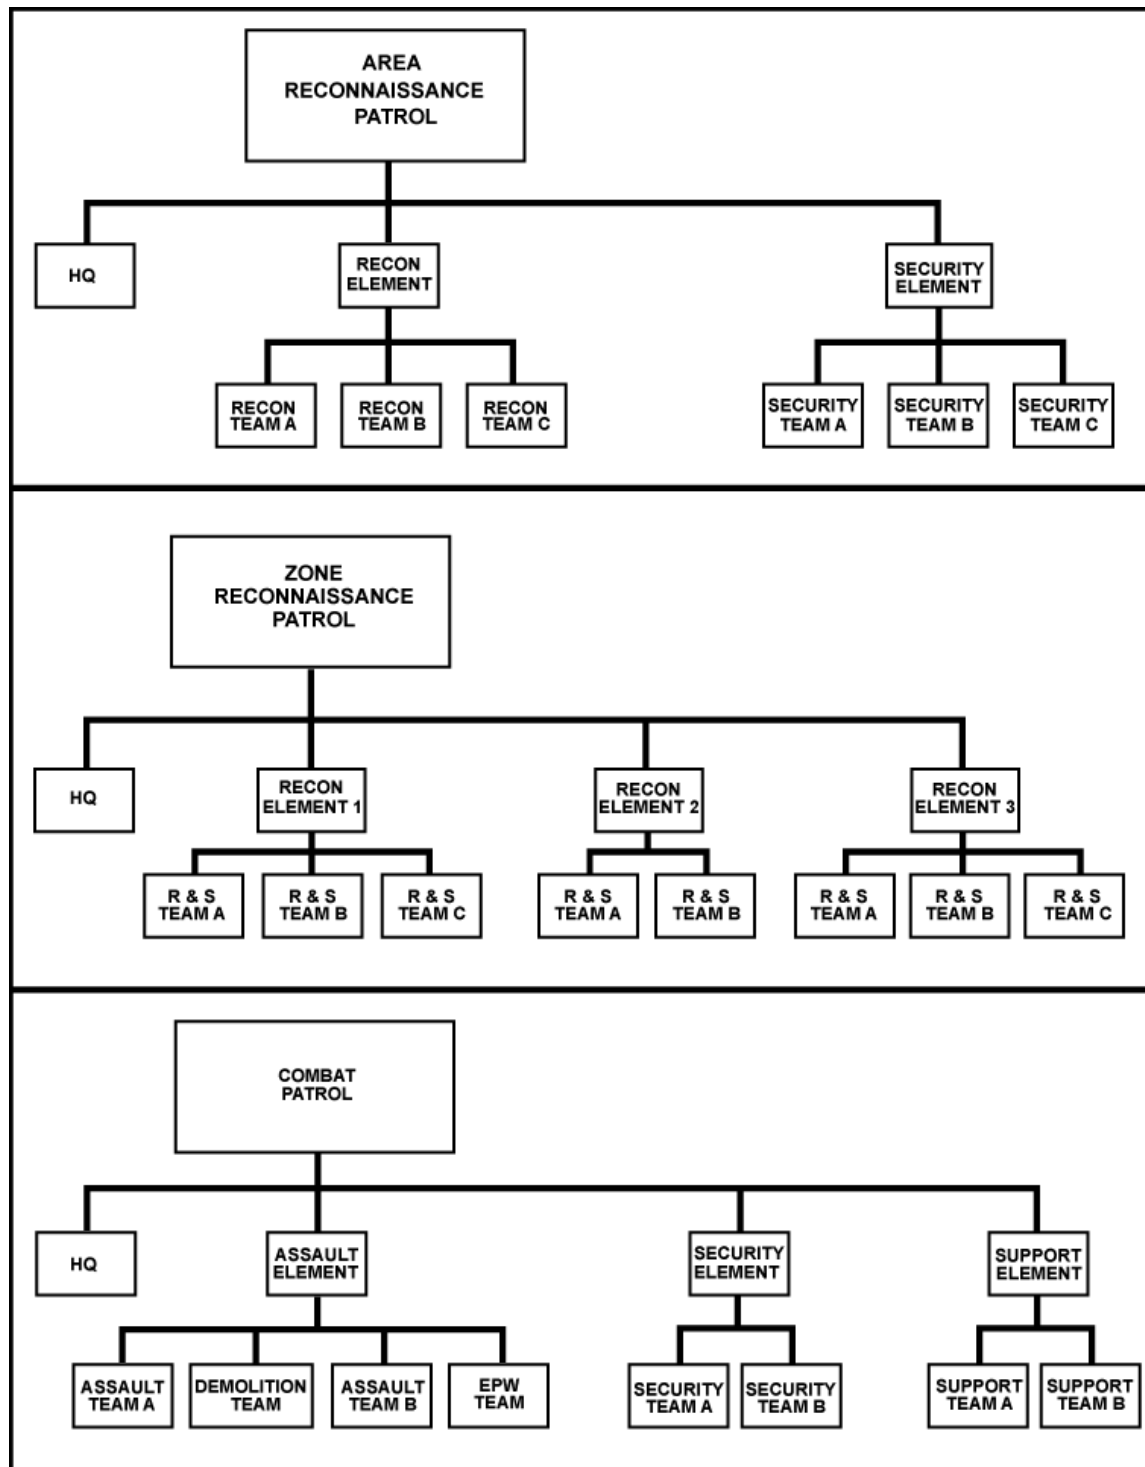 AREA
RECONNAISSANCE
PATROL
HQ
RECON
ELEMENT
SECURITY
ELEMENT
RECON
TEAM A
RECON
TEAM B
RECON
TEAM C
SECURITY
TEAM A
SECURITY
TEAM B
SECURITY
TEAM C
ZONE
RECONNAISSANCE
PATROL
HQ
RECON
ELEMENT 1
RECON
ELEMENT 2
RECON
ELEMENT 3
R & S
TEAM A
R & S
TEAM B
R & S
TEAM C
R & S
TEAM A
R & S
TEAM B
R & S
TEAM A
R & S
TEAM B
R & S
TEAM C
COMBAT
PATROL
HQ
ASSAULT
ELEMENT
SECURITY
ELEMENT
SUPPORT
ELEMENT
ASSAULT
TEAM A
DEMOLITION
TEAM
ASSAULT
TEAM B
EPW
TEAM
SECURITY
TEAM A
SECURITY
TEAM B
SUPPORT
TEAM A
SUPPORT
TEAM B